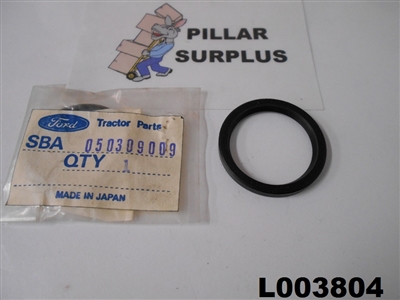 PILLAR
SURPLUS
Ford Tractor Parts
SBA 050309009
QTY 1
MADE IN JAPAN
L003804